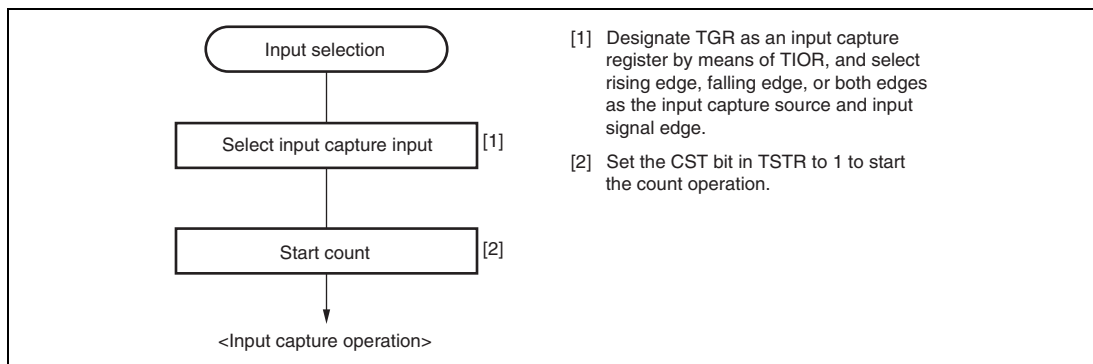 Input selection
Select input capture input
[1]
Start count
[2]
<Input capture operation>
[1] Designate TGR as an input capture
register by means of TIOR, and select
rising edge, falling edge, or both edges
as the input capture source and input
signal edge.
[2] Set the CST bit in TSTR to 1 to start
the count operation.